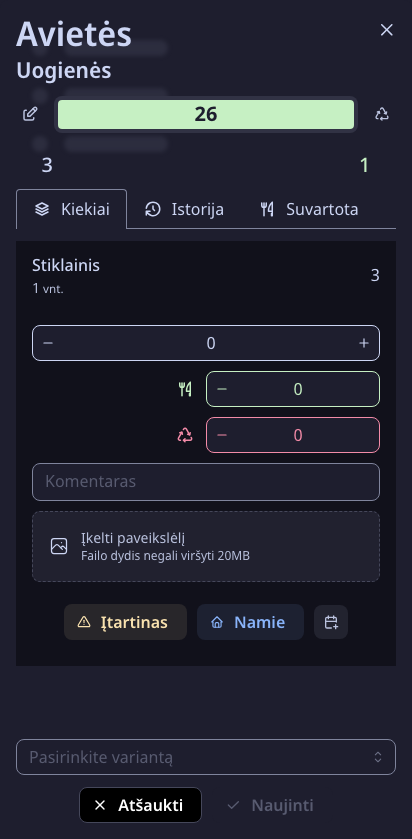 Avietės
Uogienės
26
3 1
Kiekiai Istorija Suvartota
Stiklainis
1 vnt.
3
− 0 +
− 0
− 0
Komentaras
Įkelti paveikslėlį
Failo dydis negali viršyti 20MB
Įtartinas Namie
Pasirinkite variantą
Atšaukti Naujinti